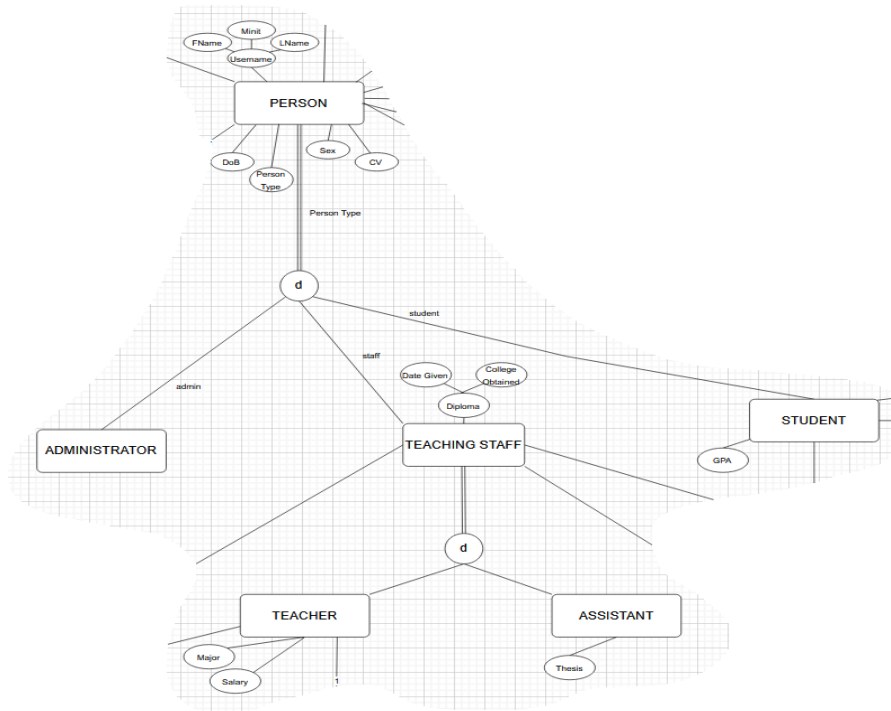 Minit
FName
LName
Username
PERSON
DoB
Person
Type
Sex
CV
Person Type
d
student
staff
admin
Date Given
College
Obtained
Diploma
ADMINISTRATOR
TEACHING STAFF
STUDENT
GPA
d
TEACHER
ASSISTANT
Major
Salary
1
Thesis